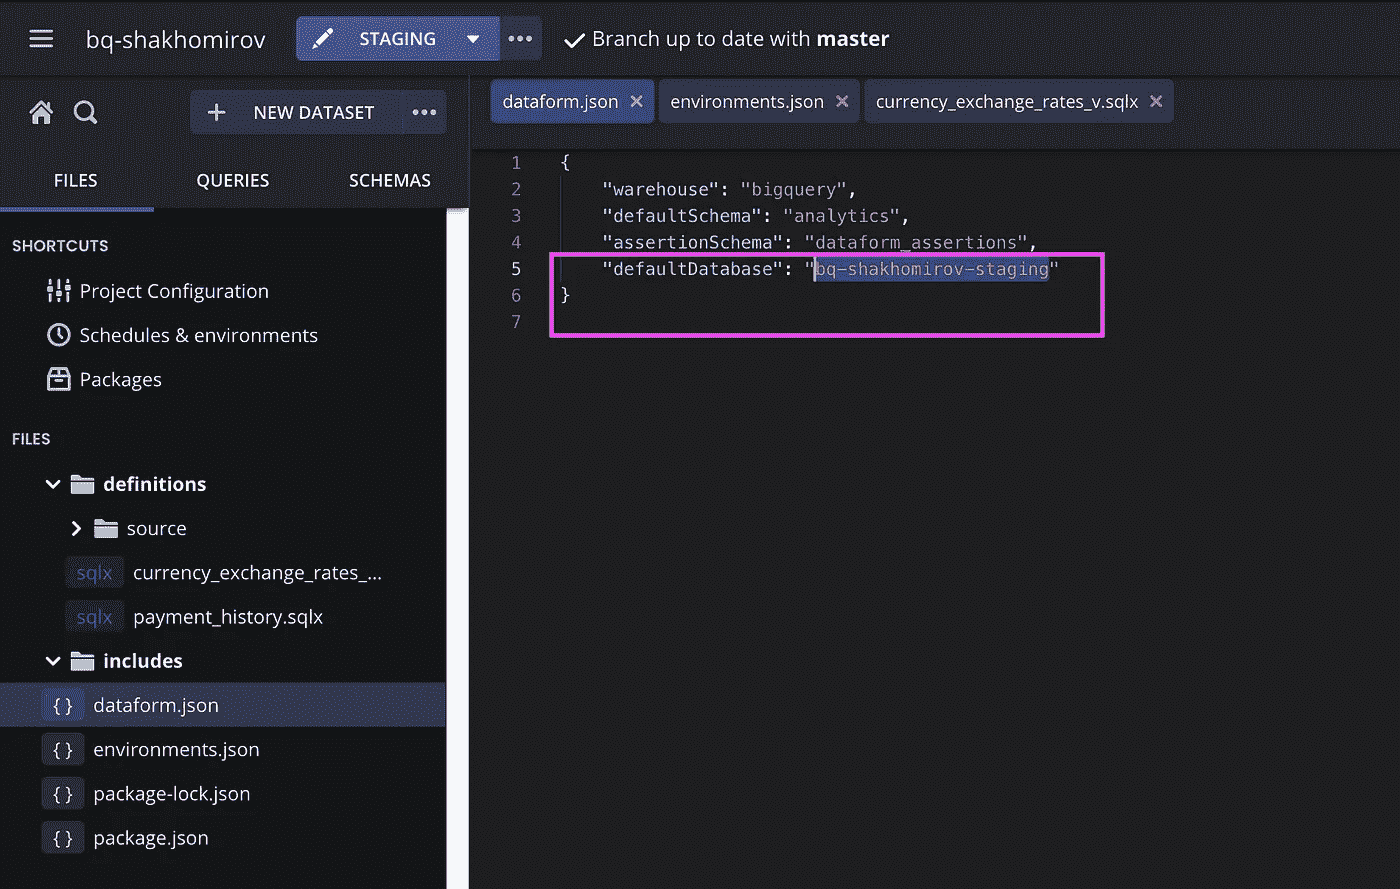 bq-shakhomirov
STAGING
Branch up to date with master
NEW DATASET
FILES
QUERIES
SCHEMAS
SHORTCUTS
Project Configuration
Schedules & environments
Packages
FILES
definitions
source
sqlx currency_exchange_rates_...
sqlx payment_history.sqlx
includes
{} dataform.json
{} environments.json
{} package-lock.json
{} package.json
dataform.json
environments.json
currency_exchange_rates_v.sqlx
1 {
2 "warehouse": "bigquery",
3 "defaultSchema": "analytics",
4 "assertionSchema": "dataform_assertions",
5 "defaultDatabase": "bq-shakhomirov-staging"
6 }
7